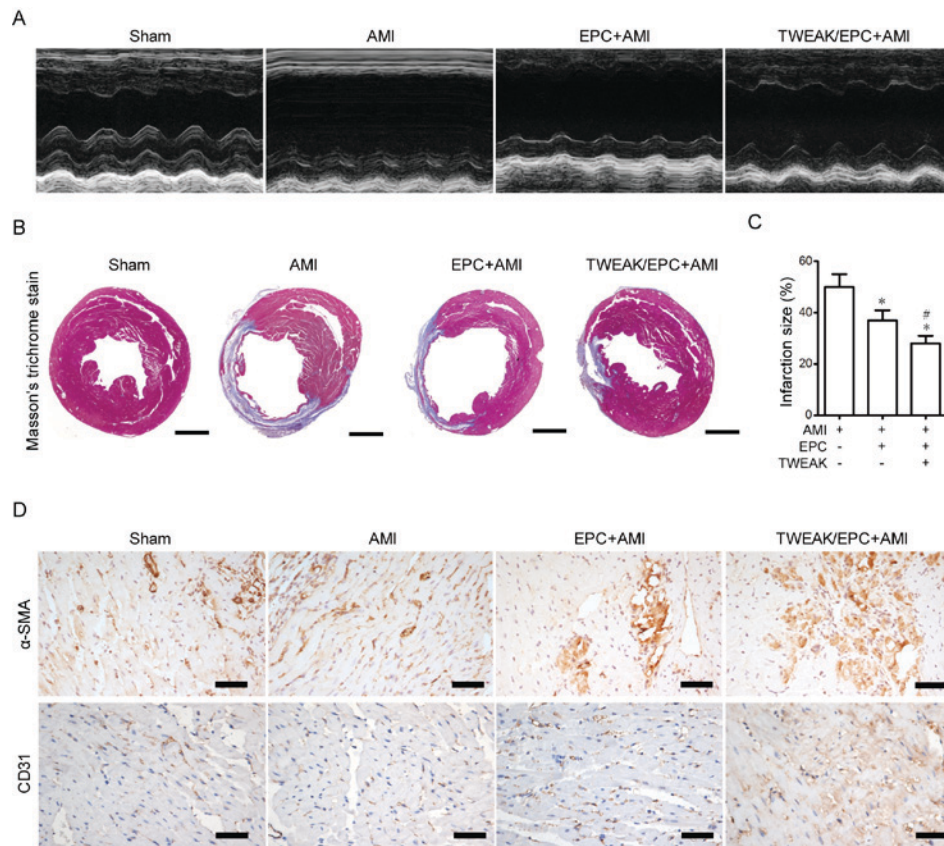 A
Sham AMI EPC+AMI TWEAK/EPC+AMI
B
C
Masson's trichrome stain
Sham AMI EPC+AMI TWEAK/EPC+AMI
Infarction size (%)
60
40
20
0
*
#
*
AMI + + +
EPC - + +
TWEAK - - +
D
Sham AMI EPC+AMI TWEAK/EPC+AMI
α-SMA
CD31